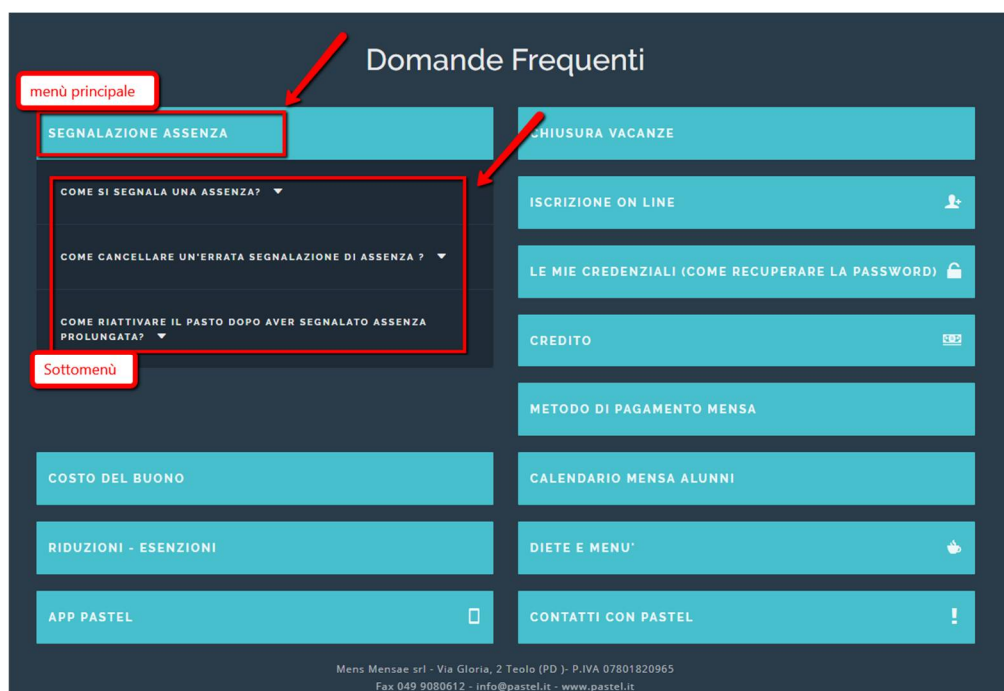 Domande Frequenti
menù principale
SEGNALAZIONE ASSENZA
COME SI SEGNALA UNA ASSENZA?
COME CANCELLARE UN'ERRATA SEGNALAZIONE DI ASSENZA ?
COME RIATTIVARE IL PASTO DOPO AVER SEGNALATO ASSENZA
PROLUNGATA?
Sottomenù
COSTO DEL BUONO
RIDUZIONI - ESENZIONI
APP PASTEL
CHIUSURA VACANZE
ISCRIZIONE ON LINE
LE MIE CREDENZIALI (COME RECUPERARE LA PASSWORD)
CREDITO
METODO DI PAGAMENTO MENSA
CALENDARIO MENSA ALUNNI
DIETE E MENU'
CONTATTI CON PASTEL
Mens Mensae srl - Via Gloria, 2 Teolo (PD )- P.IVA 07801820965
Fax 049 9080612 - info@pastel.it - www.pastel.it